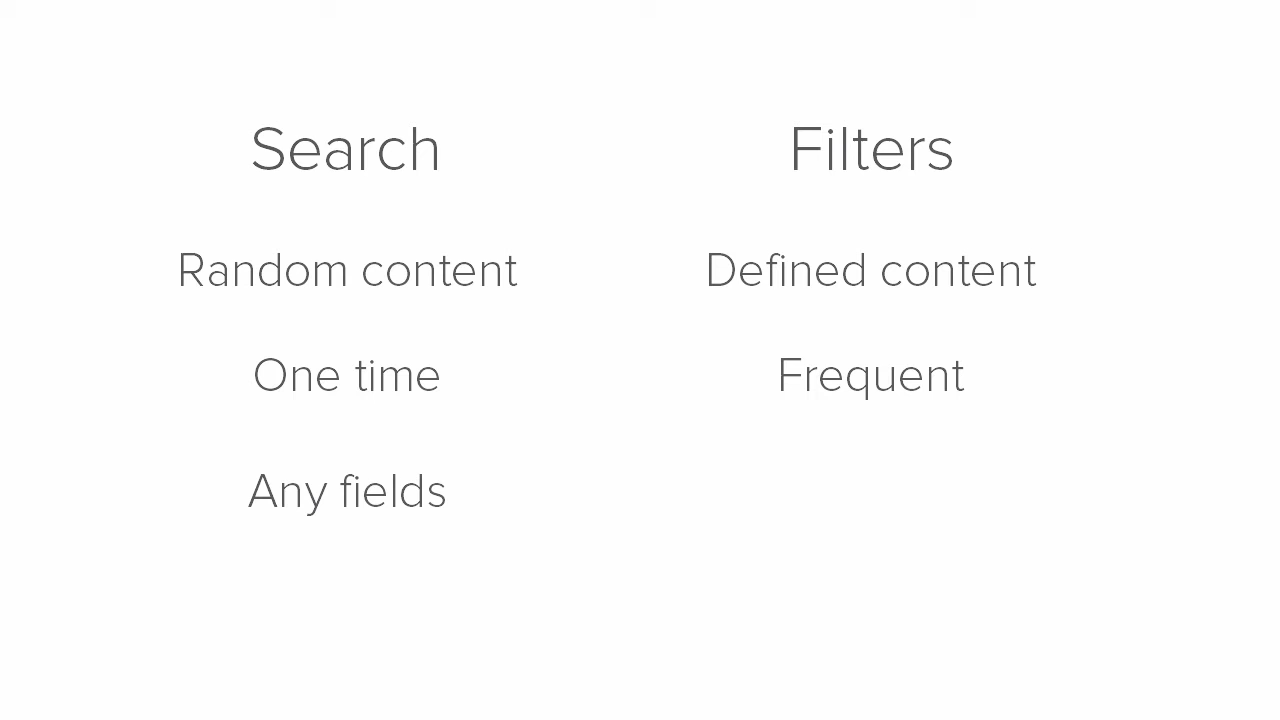 Search
Filters
Random content
Defined content
One time
Frequent
Any fields